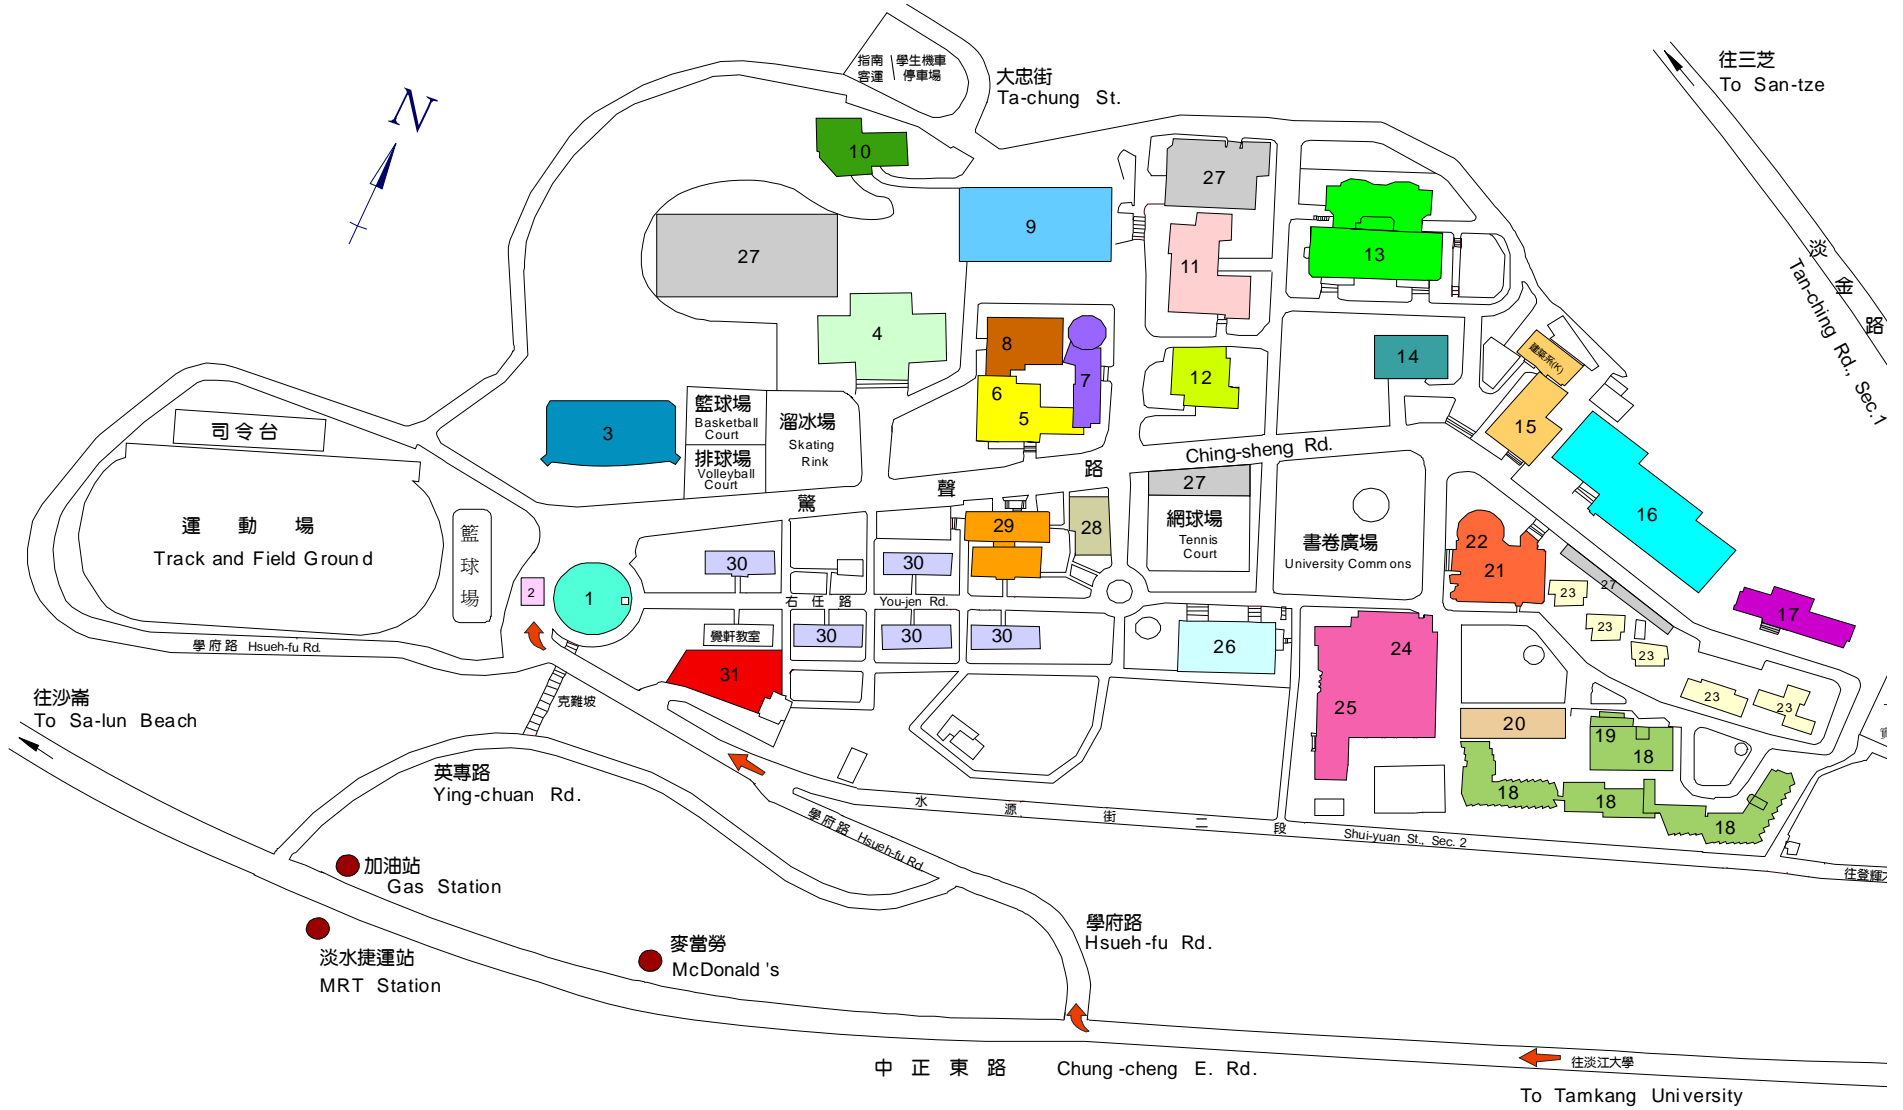 指南 學生機車
客運 停車場
大忠街
Ta-chung St.
往三芝
To San-tze
N
10
27
9
27
11
13
淡金路
Tan-ching Rd., Sec.1
4
8
7
6
5
12
14
建築系(K)
15
16
3
籃球場
Basketball
Court
排球場
Volleyball
Court
溜冰場
Skating
Rink
司令台
運動場
Track and Field Ground
籃球場
驚聲路
Ching-sheng Rd.
27
網球場
Tennis
Court
書卷廣場
University Commons
29
28
22
21
27
23
23
23
23
23
17
2
1
30
30
右任路 You-jen Rd.
覺軒教室
30
30
30
31
26
24
25
20
19
18
18
18
18
學府路 Hsueh-fu Rd.
克難坡
往沙崙
To Sa-lun Beach
英專路
Ying-chuan Rd.
學府路 Hsueh-fu Rd.
水源街二段
Shui-yuan St., Sec. 2
加油站
Gas Station
淡水捷運站
MRT Station
麥當勞
McDonald's
學府路
Hsueh-fu Rd.
中正東路 Chung-cheng E. Rd.
往淡江大學
To Tamkang University
往登輝